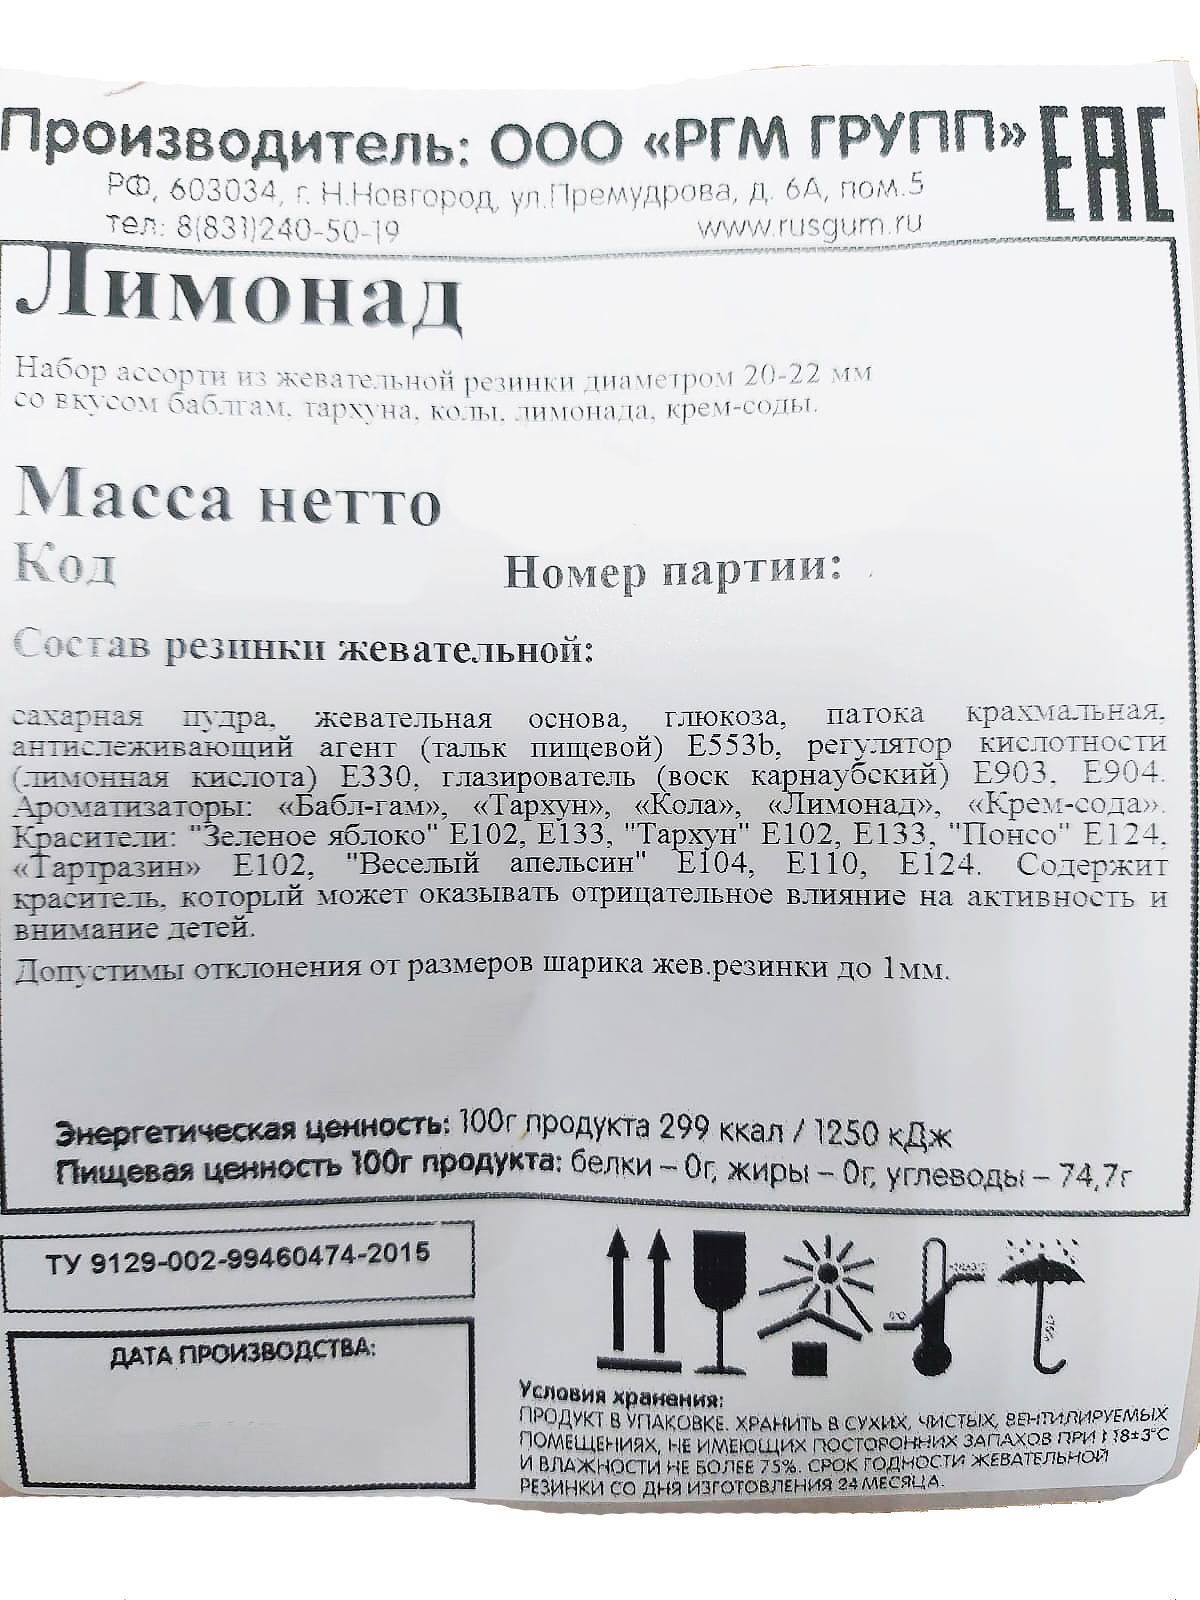 Производитель: ООО «РГМ ГРУПП»
EAC
РФ, 603034, г. Н.Новгород, ул.Премудрова, д. 6А, пом.5
тел: 8(831)240-50-19 www.rusgum.ru
Лимонад
Набор ассорти из жевательной резинки диаметром 20-22 мм
со вкусом баблгам, тархуна, колы, лимонада, крем-соды.
Масса нетто
Код Номер партии:
Состав резинки жевательной:
сахарная пудра, жевательная основа, глюкоза, патока крахмальная,
антислеживающий агент (тальк пищевой) Е553b, регулятор кислотности
(лимонная кислота) Е330, глазирователь (воск карнаубский) Е903, Е904.
Ароматизаторы: «Бабл-гам», «Тархун», «Кола», «Лимонад», «Крем-сода».
Красители: "Зеленое яблоко" Е102, Е133, "Тархун" Е102, Е133, "Понсо" Е124,
«Тартразин» Е102, "Веселый апельсин" Е104, Е110, Е124. Содержит
краситель, который может оказывать отрицательное влияние на активность и
внимание детей.
Допустимы отклонения от размеров шарика жев.резинки до 1мм.
Энергетическая ценность: 100г продукта 299 ккал / 1250 кДж
Пищевая ценность 100г продукта: белки – 0г, жиры – 0г, углеводы – 74,7г
ТУ 9129-002-99460474-2015
ДАТА ПРОИЗВОДСТВА:
Условия хранения:
ПРОДУКТ В УПАКОВКЕ. ХРАНИТЬ В СУХИХ, ЧИСТЫХ, ВЕНТИЛИРУЕМЫХ
ПОМЕЩЕНИЯХ, НЕ ИМЕЮЩИХ ПОСТОРОННИХ ЗАПАХОВ ПРИ t 18±3°С
И ВЛАЖНОСТИ НЕ БОЛЕЕ 75%. СРОК ГОДНОСТИ ЖЕВАТЕЛЬНОЙ
РЕЗИНКИ СО ДНЯ ИЗГОТОВЛЕНИЯ 24 МЕСЯЦА.